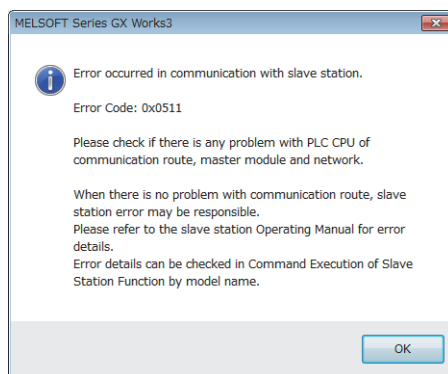 MELSOFT Series GX Works3
Error occurred in communication with slave station.
Error Code: 0x0511
Please check if there is any problem with PLC CPU of
communication route, master module and network.
When there is no problem with communication route, slave
station error may be responsible.
Please refer to the slave station Operating Manual for error
details.
Error details can be checked in Command Execution of Slave
Station Function by model name.
OK